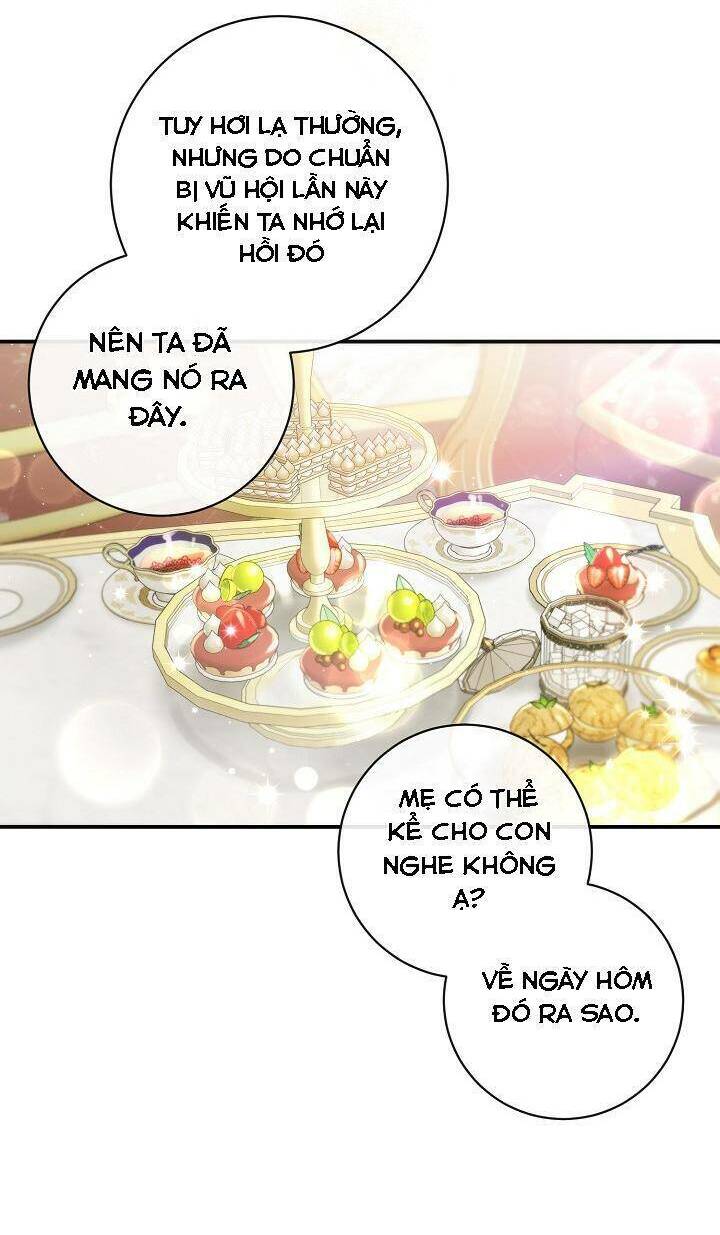 TUY HƠI LẠ THƯỜNG,
NHƯNG DO CHUẨN
BỊ VŨ HỘI LẦN NÀY
KHIẾN TA NHỚ LẠI
HỒI ĐÓ
NÊN TA ĐÃ
MANG NÓ RA
ĐÂY.
MẸ CÓ THỂ
KỂ CHO CON
NGHE KHÔNG
Ạ?
VỀ NGÀY HÔM
ĐÓ RA SAO.